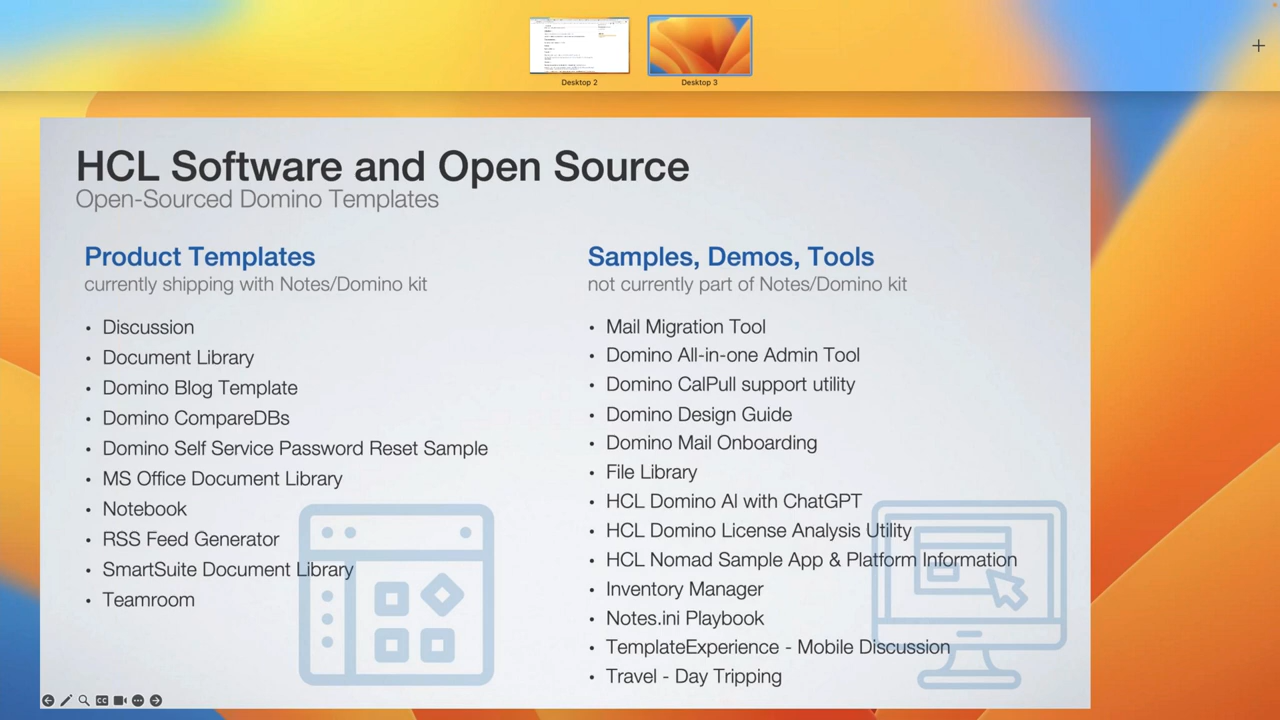 Desktop 2
Desktop 3
HCL Software and Open Source
Open-Sourced Domino Templates
Product Templates
currently shipping with Notes/Domino kit
• Discussion
• Document Library
• Domino Blog Template
• Domino CompareDBs
• Domino Self Service Password Reset Sample
• MS Office Document Library
• Notebook
• RSS Feed Generator
• SmartSuite Document Library
• Teamroom
Samples, Demos, Tools
not currently part of Notes/Domino kit
• Mail Migration Tool
• Domino All-in-one Admin Tool
• Domino CalPull support utility
• Domino Design Guide
• Domino Mail Onboarding
• File Library
• HCL Domino AI with ChatGPT
• HCL Domino License Analysis Utility
• HCL Nomad Sample App & Platform Information
• Inventory Manager
• Notes.ini Playbook
• TemplateExperience - Mobile Discussion
• Travel - Day Tripping
CC